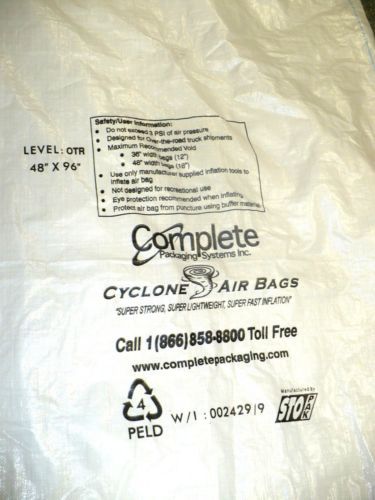 Safety/User Information:
• Do not exceed 3 PSI of air pressure
• Designed for Over-the-road truck shipments
• Maximum Recommended Void
• 36" width bags (12")
• 48" width bags (18")
• Use only manufacturer supplied inflation tools to
inflate air bag
• Not designed for recreational use
• Eye protection recommended when inflating
• Protect air bag from puncture using buffer material
LEVEL: OTR
48" X 96"
Complete
Packaging Systems Inc.
CYCLONE AIR BAGS
"SUPER STRONG, SUPER LIGHTWEIGHT, SUPER FAST INFLATION"
Call 1(866)858-8800 Toll Free
www.completepackaging.com
4
PELD
W/I : 00242919
Manufactured by
STOPAK